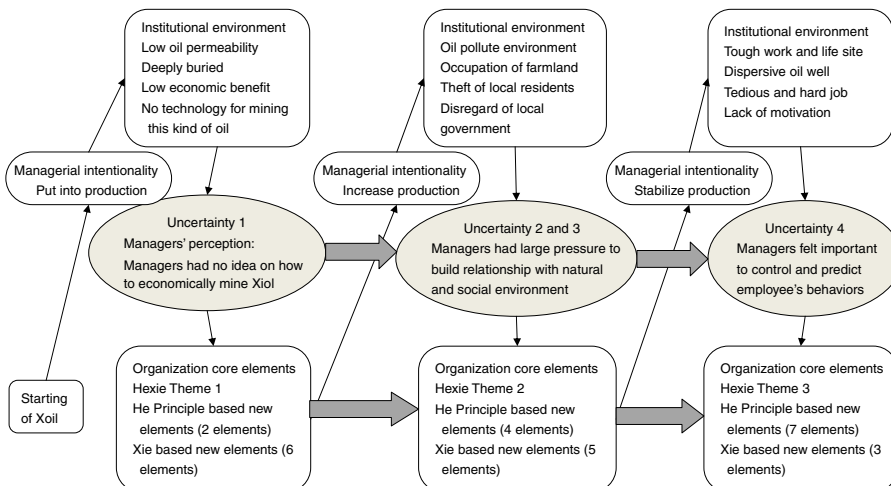 Institutional environment
Low oil permeability
Deeply buried
Low economic benefit
No technology for mining
this kind of oil
Institutional environment
Oil pollute environment
Occupation of farmland
Theft of local residents
Disregard of local
government
Institutional environment
Tough work and life site
Dispersive oil well
Tedious and hard job
Lack of motivation
Managerial intentionality
Put into production
Managerial intentionality
Increase production
Managerial intentionality
Stabilize production
Uncertainty 1
Managers' perception:
Managers had no idea on how
to economically mine Xiol
Uncertainty 2 and 3
Managers had large pressure to
build relationship with natural
and social environment
Uncertainty 4
Managers felt important
to control and predict
employee's behaviors
Starting
of Xoil
Organization core elements
Hexie Theme 1
He Principle based new
elements (2 elements)
Xie based new elements (6
elements)
Organization core elements
Hexie Theme 2
He Principle based new
elements (4 elements)
Xie based new elements (5
elements)
Organization core elements
Hexie Theme 3
He Principle based new
elements (7 elements)
Xie based new elements (3
elements)